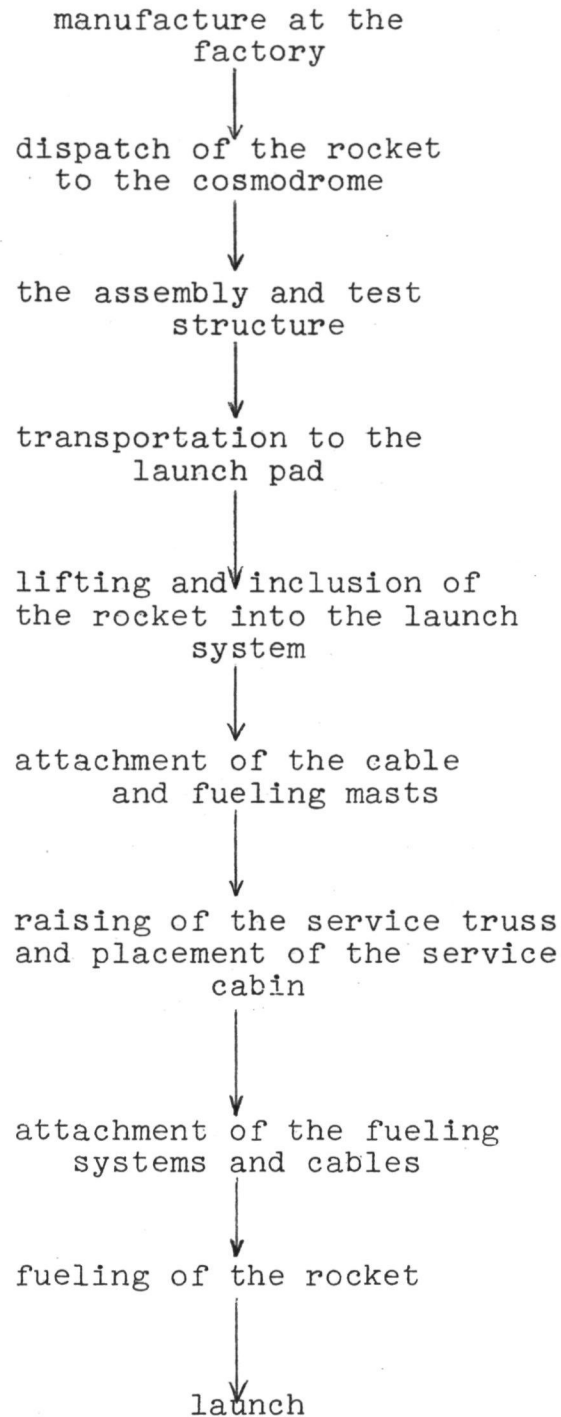 manufacture at the
factory
dispatch of the rocket
to the cosmodrome
the assembly and test
structure
transportation to the
launch pad
lifting and inclusion of
the rocket into the launch
system
attachment of the cable
and fueling masts
raising of the service truss
and placement of the service
cabin
attachment of the fueling
systems and cables
fueling of the rocket
launch